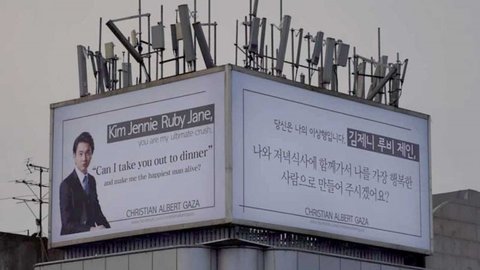 Kim Jennie Ruby Jane,
you are my ultimate crush.
"Can I take you out to dinner"
and make me the happiest man alive?
CHRISTIAN ALBERT GAZA
당신은 나의 이상형입니다, 김제니 루비 제인,
나와 저녁식사에 함께가서 나를 가장 행복한
사람으로 만들어 주시겠어요?
CHRISTIAN ALBERT GAZA